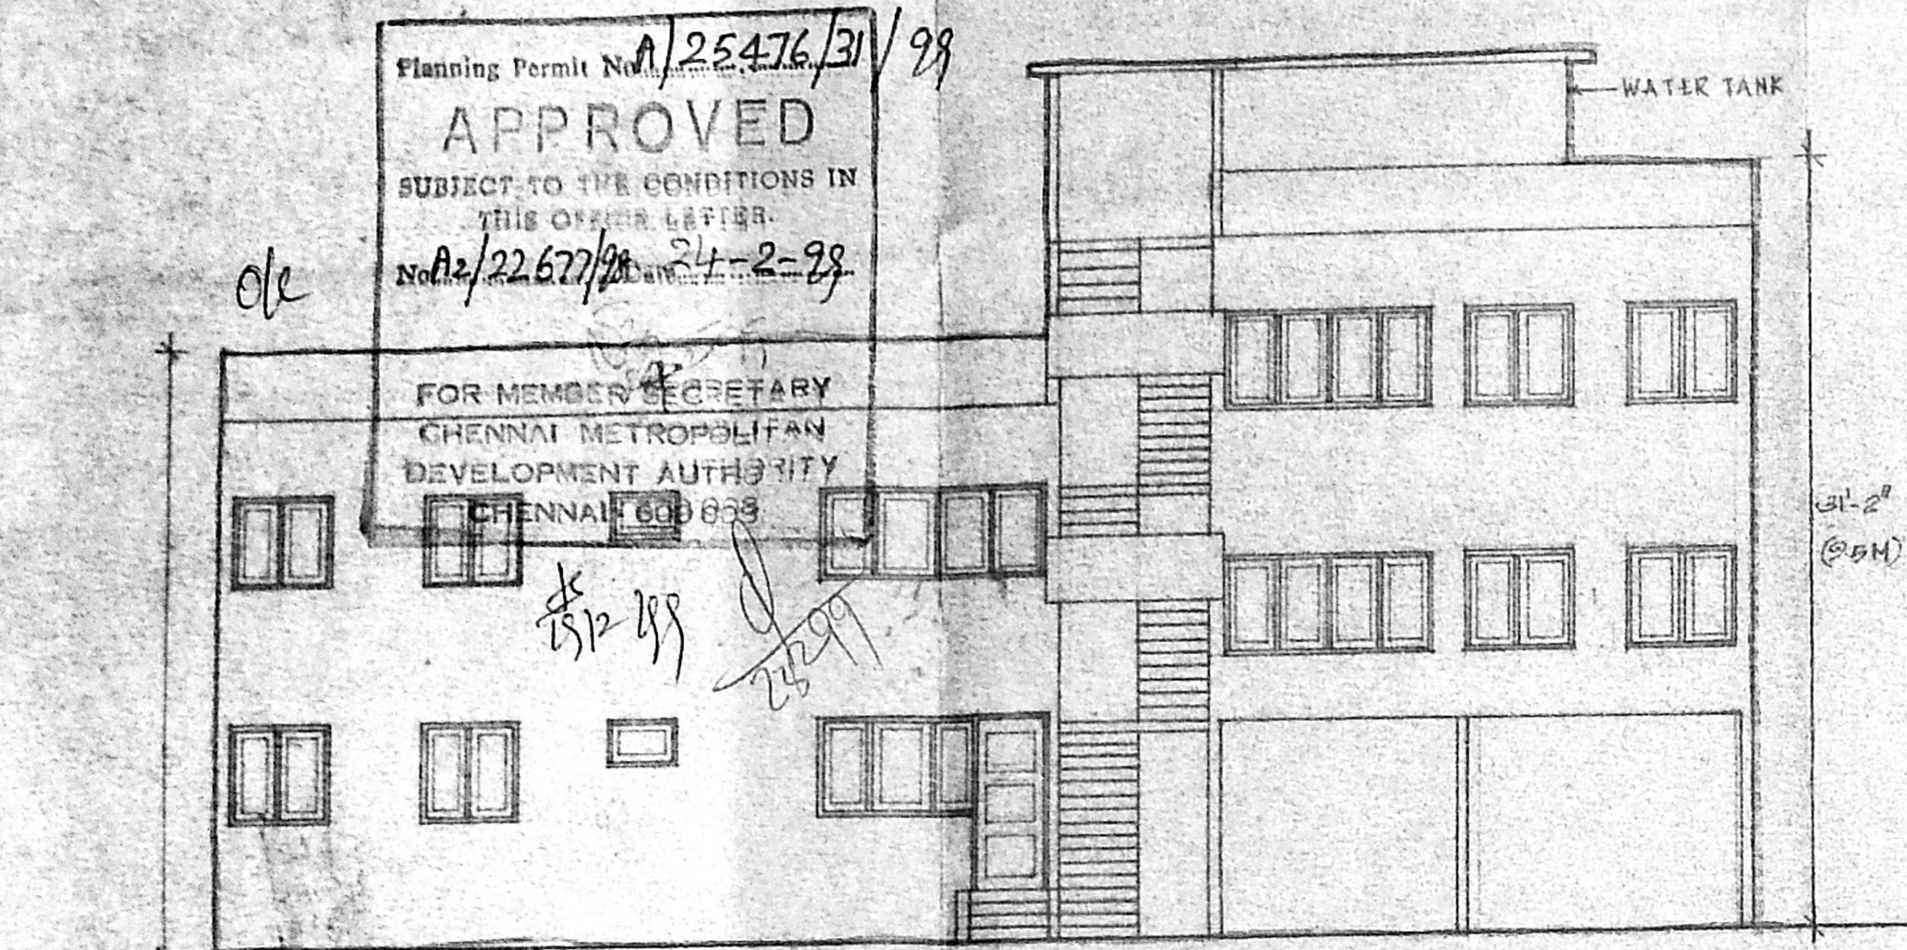 Planning Permit No A/25476/31/99
APPROVED
SUBJECT TO THE CONDITIONS IN
THIS OFFICE LETTER.
No A2/22677/98 Date 24-2-99
FOR MEMBER SECRETARY
CHENNAI METROPOLITAN
DEVELOPMENT AUTHORITY
CHENNAI 600 008
WATER TANK
31'-2"
(9.5M)